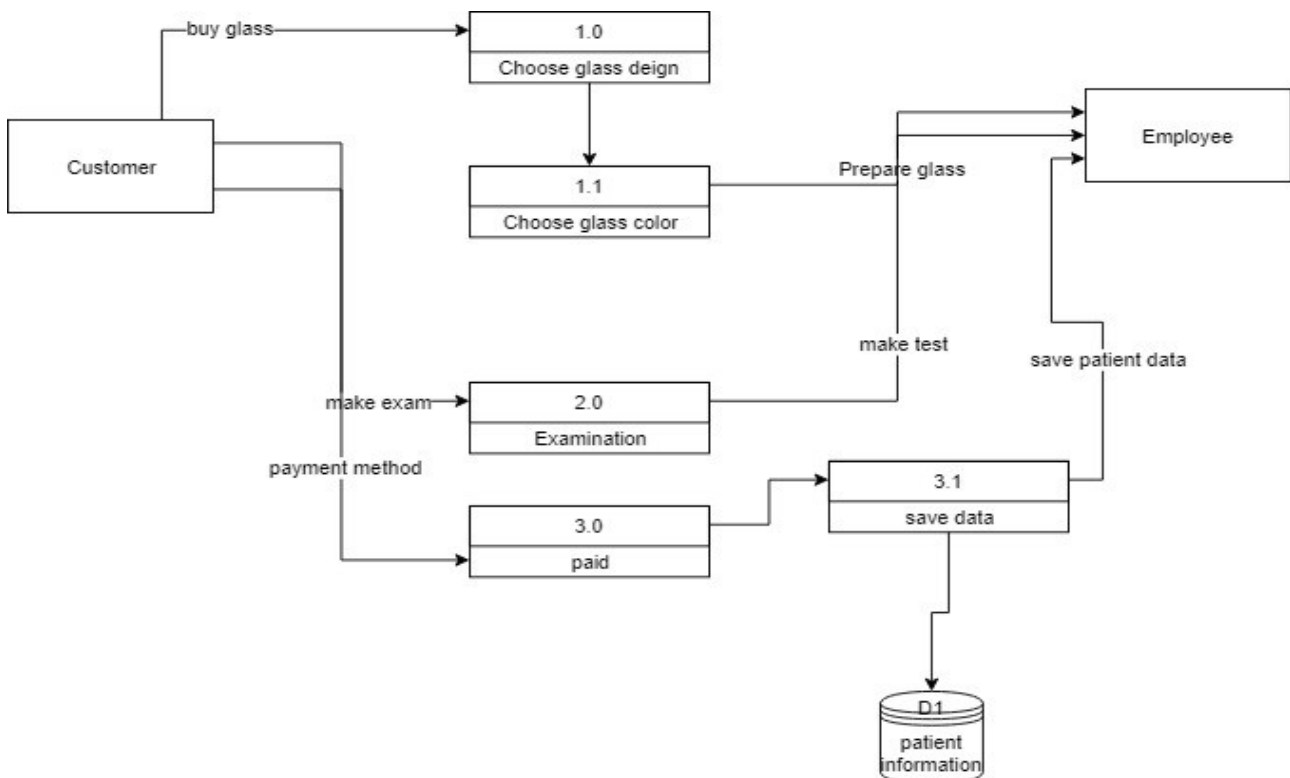 buy glass
1.0
Choose glass deign
Customer
Employee
1.1
Choose glass color
Prepare glass
make test
save patient data
make exam
2.0
Examination
payment method
3.1
save data
3.0
paid
D1
patient
information